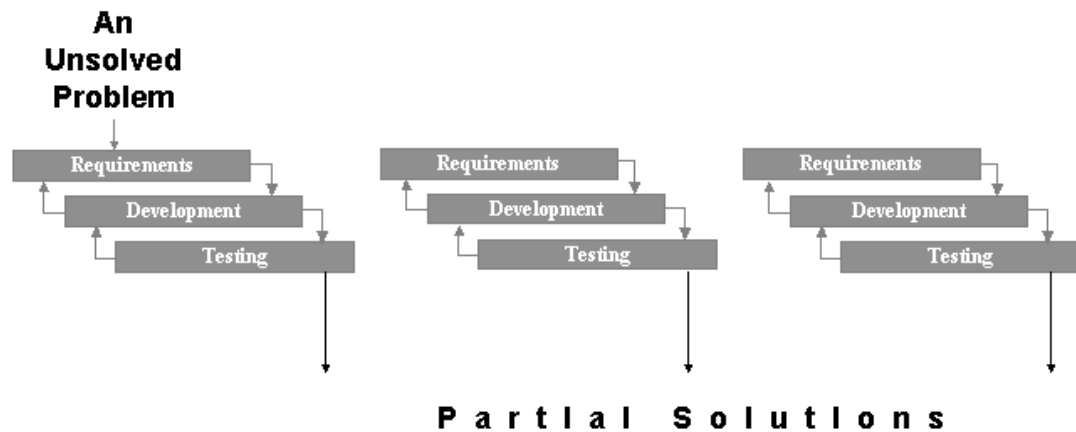 An
Unsolved
Problem
Requirements
Development
Testing
Requirements
Development
Testing
Requirements
Development
Testing
Partial Solutions